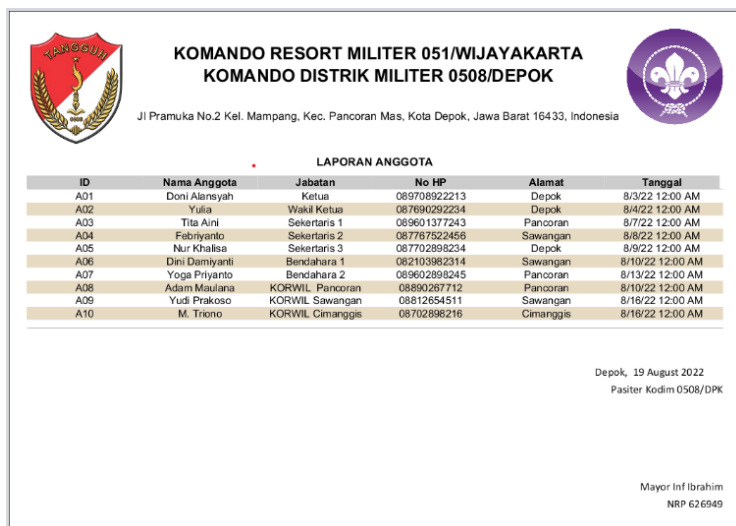 TANGGUH
0508
KOMANDO RESORT MILITER 051/WIJAYAKARTA
KOMANDO DISTRIK MILITER 0508/DEPOK
Jl Pramuka No.2 Kel. Mampang, Kec. Pancoran Mas, Kota Depok, Jawa Barat 16433, Indonesia
LAPORAN ANGGOTA
ID Nama Anggota Jabatan No HP Alamat Tanggal
A01 Doni Alansyah Ketua 089708922213 Depok 8/3/22 12:00 AM
A02 Yulia Wakil Ketua 087690292234 Depok 8/4/22 12:00 AM
A03 Tita Aini Sekertaris 1 089601377243 Pancoran 8/7/22 12:00 AM
A04 Febriyanto Sekertaris 2 087767522456 Sawangan 8/8/22 12:00 AM
A05 Nur Khalisa Sekertaris 3 087702898234 Depok 8/9/22 12:00 AM
A06 Dini Damiyanti Bendahara 1 082103982314 Sawangan 8/10/22 12:00 AM
A07 Yoga Priyanto Bendahara 2 089602898245 Pancoran 8/13/22 12:00 AM
A08 Adam Maulana KORWIL Pancoran 08890267712 Pancoran 8/10/22 12:00 AM
A09 Yudi Prakoso KORWIL Sawangan 08812654511 Sawangan 8/16/22 12:00 AM
A10 M. Triono KORWIL Cimanggis 08702898216 Cimanggis 8/16/22 12:00 AM
Depok, 19 August 2022
Pasiter Kodim 0508/DPK
Mayor Inf Ibrahim
NRP 626949